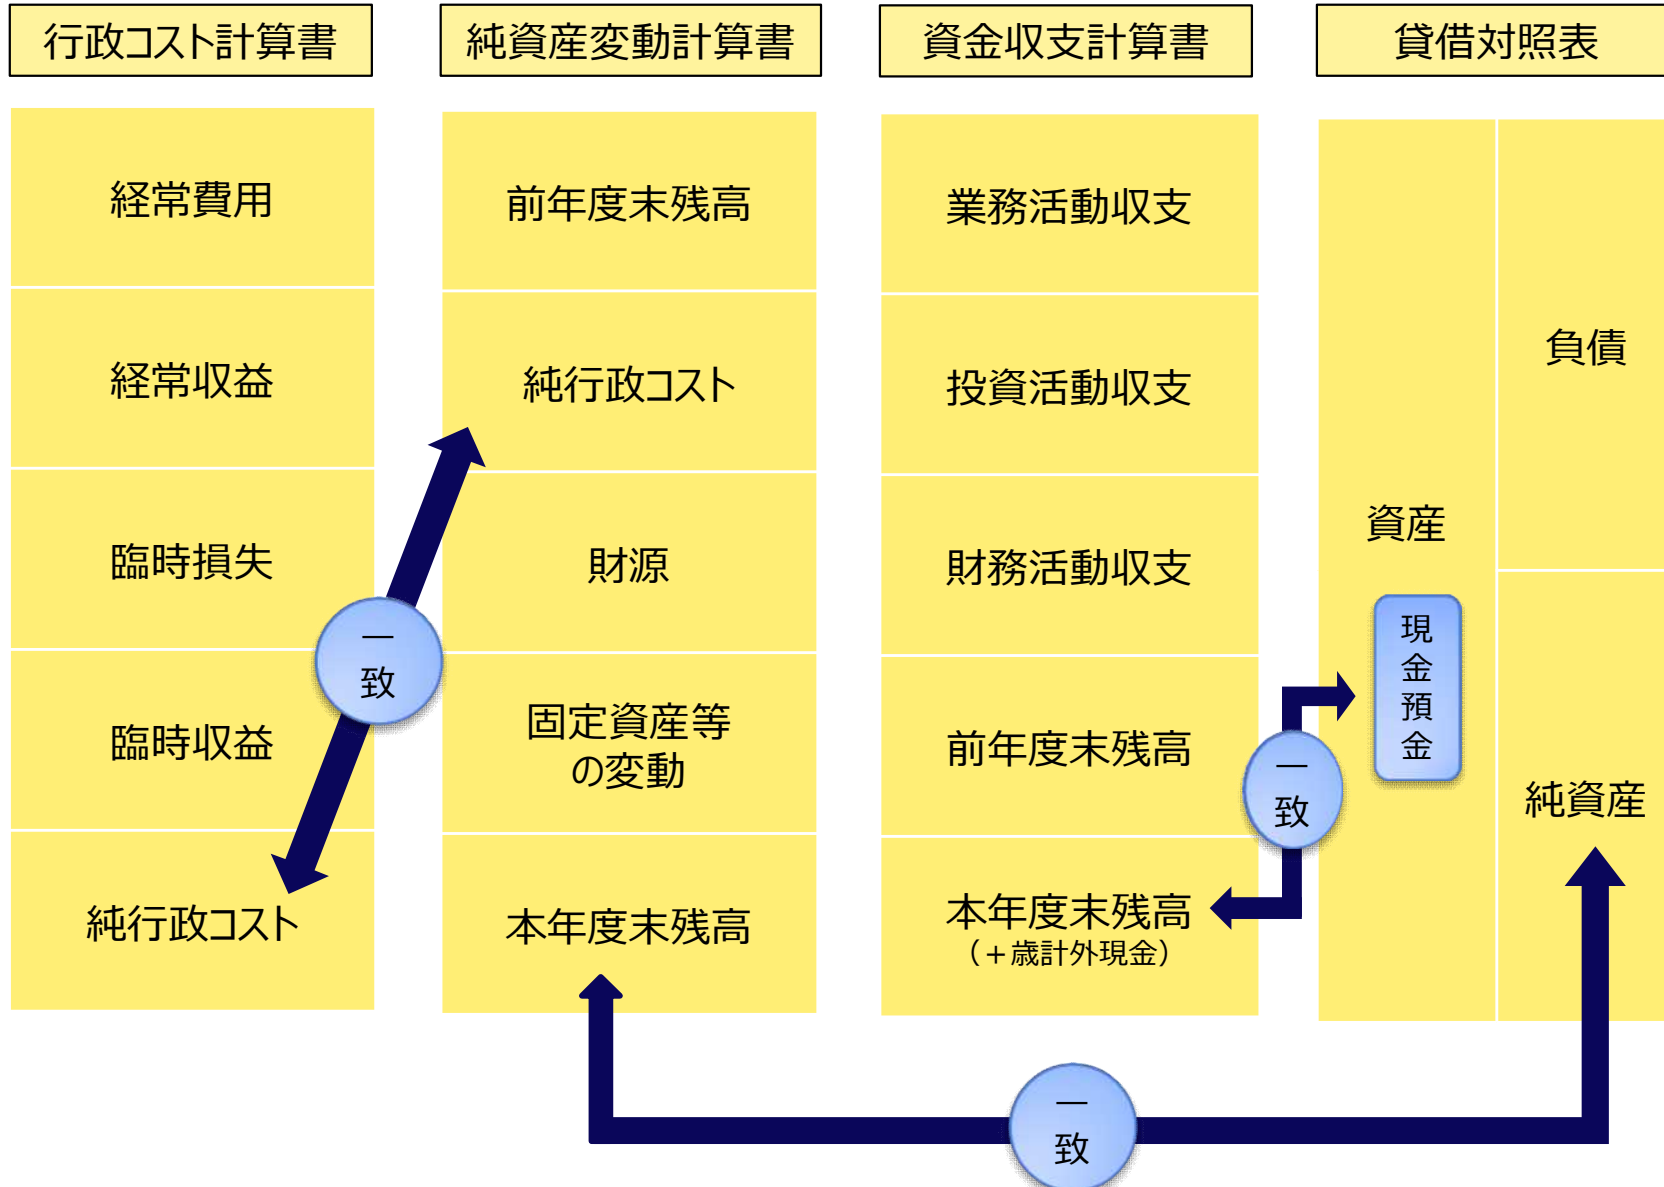 行政コスト計算書
経常費用
経常収益
臨時損失
臨時収益
純行政コスト
純資産変動計算書
前年度末残高
純行政コスト
財源
固定資産等
の変動
本年度末残高
資金収支計算書
業務活動収支
投資活動収支
財務活動収支
前年度末残高
本年度末残高
（＋歳計外現金）
貸借対照表
資産
現
金
預
金
負債
純資産
一
致
一
致
一
致